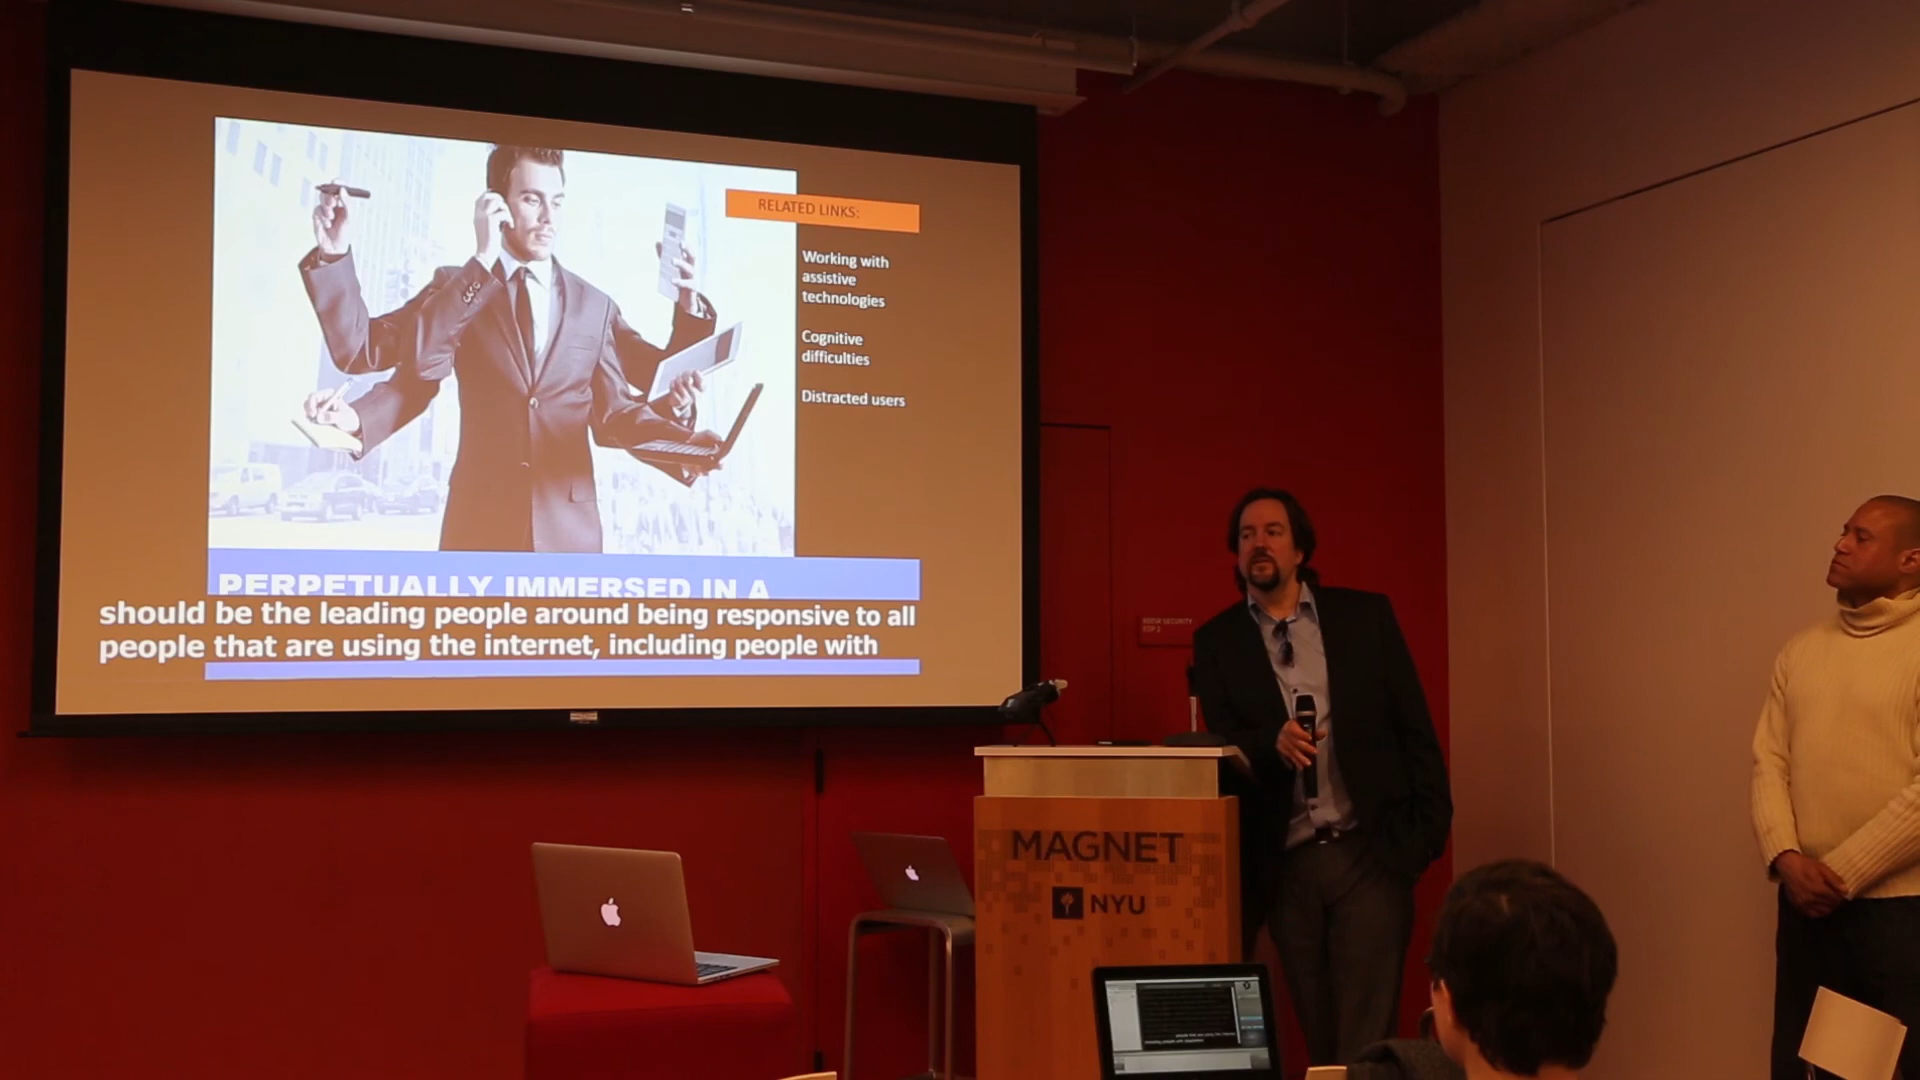 RELATED LINKS:
Working with
assistive
technologies
Cognitive
difficulties
Distracted users
PERPETUALLY IMMERSED IN A
should be the leading people around being responsive to all
people that are using the internet, including people with
MAGNET
NYU